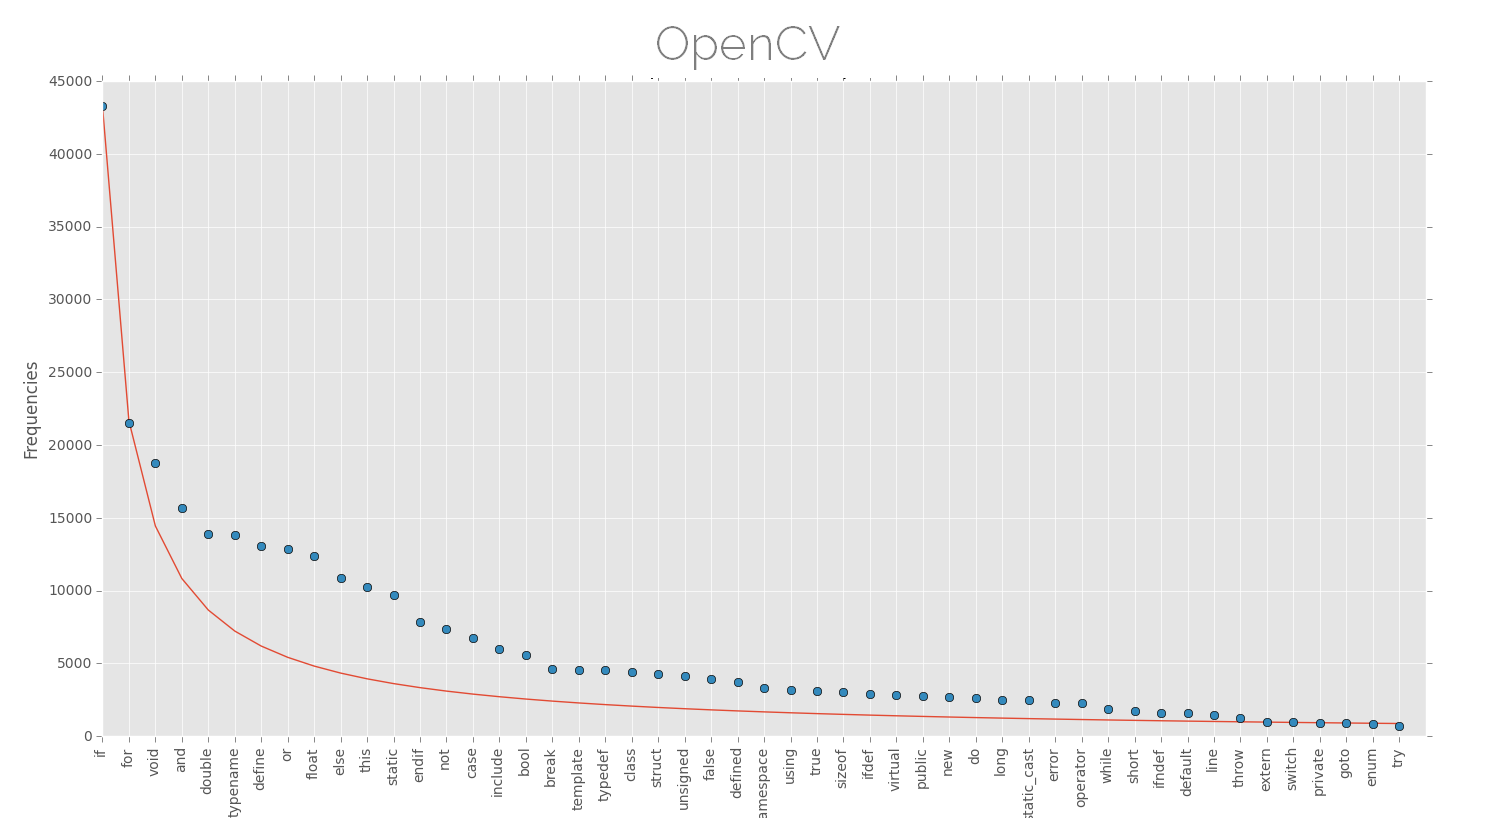 OpenCV
45000
40000
35000
30000
25000
20000
15000
10000
5000
0
Frequencies
if
for
void
and
double
typename
define
or
float
else
this
static
endif
not
case
include
bool
break
template
typedef
class
struct
unsigned
false
defined
amespace
using
true
sizeof
ifdef
virtual
public
new
do
long
tatic_cast
error
operator
while
short
ifndef
default
line
throw
extern
switch
private
goto
enum
try